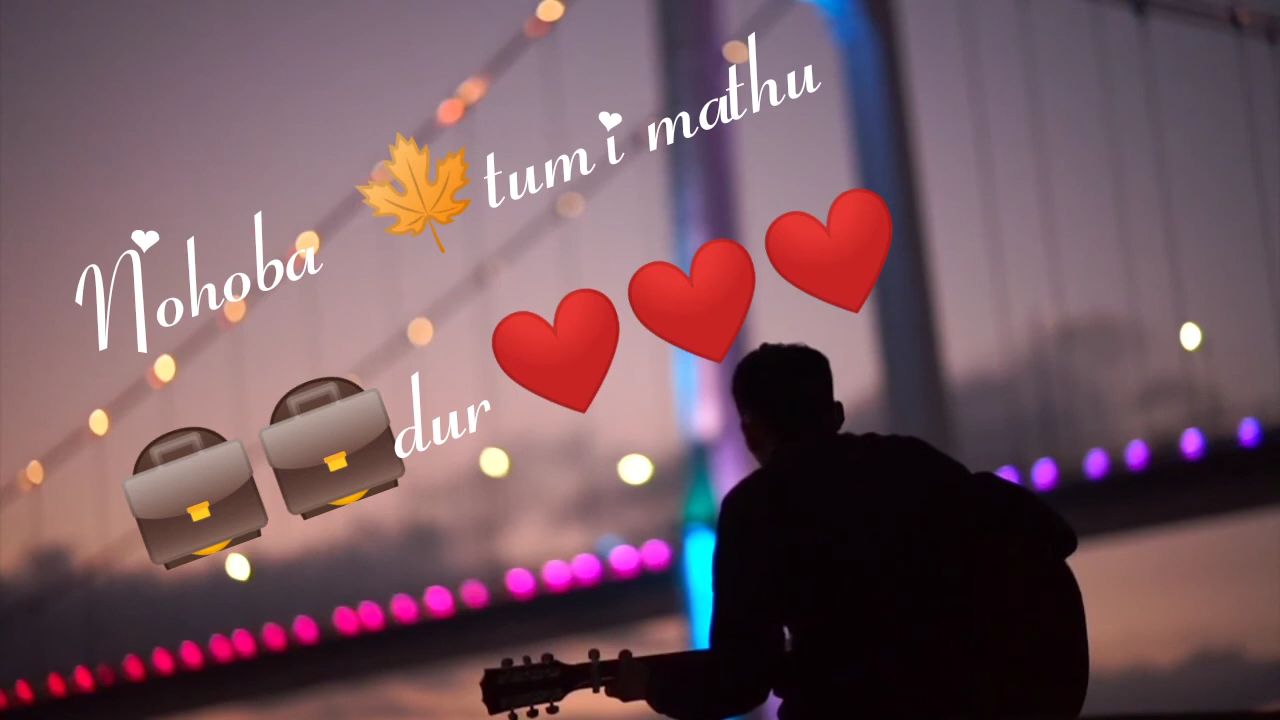 Nohoba 🍁 tumi mathu
💼💼 dur ❤️❤️❤️